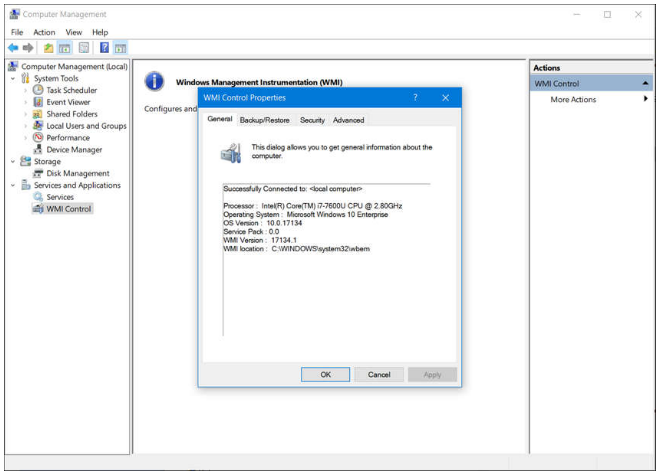 Computer Management
File Action View Help
Computer Management (Local)
System Tools
Task Scheduler
Event Viewer
Shared Folders
Local Users and Groups
Performance
Device Manager
Storage
Disk Management
Services and Applications
Services
WMI Control
Windows Management Instrumentation (WMI)
Configures and
WMI Control Properties
General Backup/Restore Security Advanced
This dialog allows you to get general information about the
computer.
Successfully Connected to: <local computer>
Processor : Intel(R) Core(TM) i7-7600U CPU @ 2.80GHz
Operating System : Microsoft Windows 10 Enterprise
OS Version : 10.0.17134
Service Pack : 0.0
WMI Version : 17134.1
WMI location : C:\WINDOWS\system32\wbem
OK Cancel Apply
Actions
WMI Control
More Actions